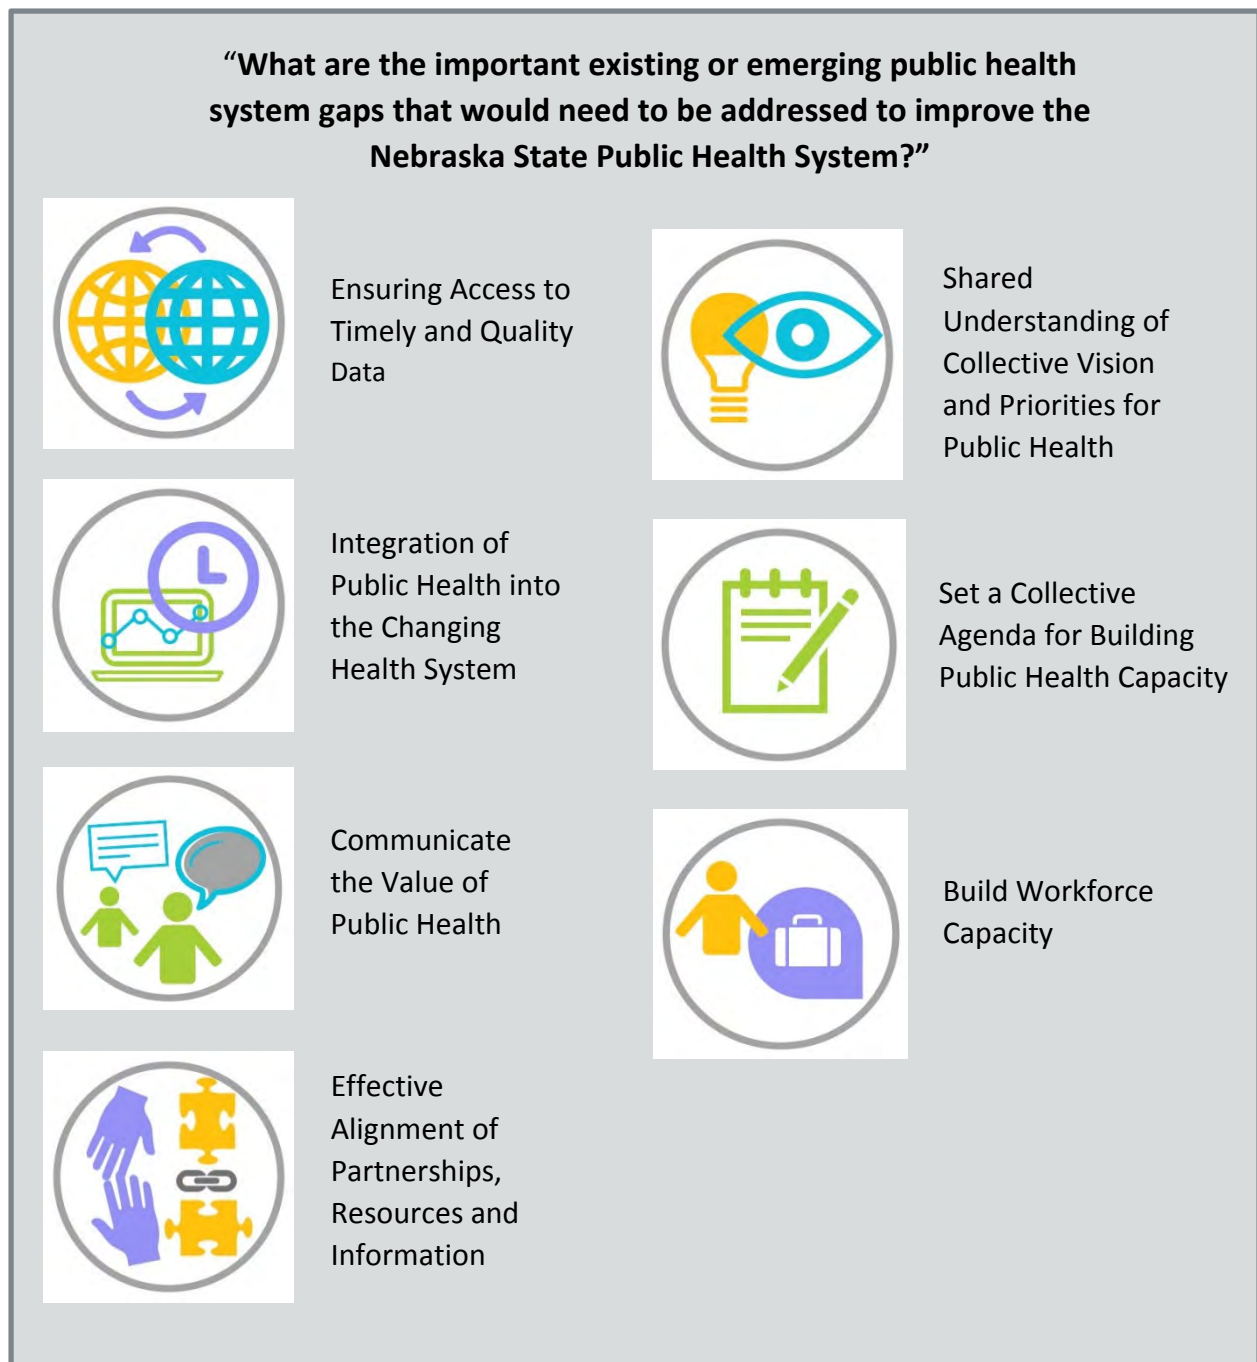 “What are the important existing or emerging public health
system gaps that would need to be addressed to improve the
Nebraska State Public Health System?”
Ensuring Access to
Timely and Quality
Data
Integration of
Public Health into
the Changing
Health System
Communicate
the Value of
Public Health
Effective
Alignment of
Partnerships,
Resources and
Information
Shared
Understanding of
Collective Vision
and Priorities for
Public Health
Set a Collective
Agenda for Building
Public Health Capacity
Build Workforce
Capacity